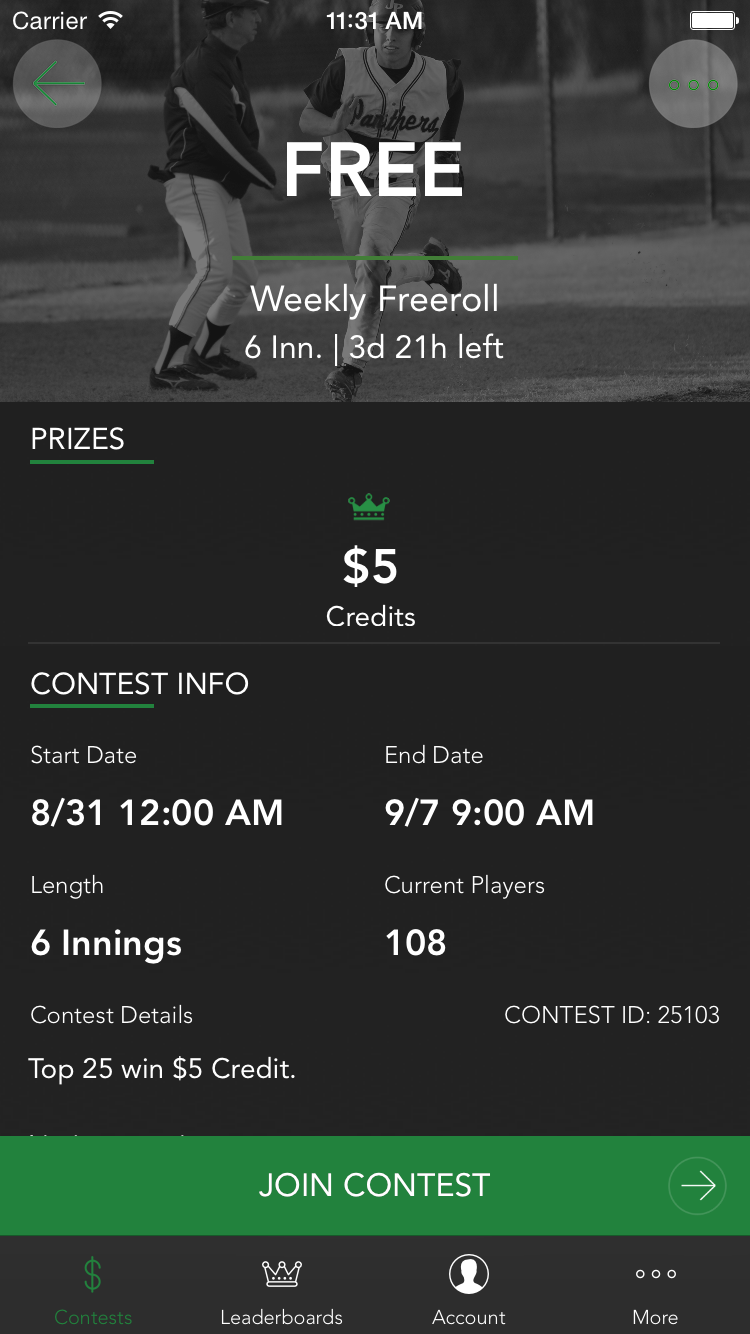 Carrier 11:31 AM
JP
Panthers
FREE
Weekly Freeroll
6 Inn. | 3d 21h left
PRIZES
$5
Credits
CONTEST INFO
Start Date End Date
8/31 12:00 AM 9/7 9:00 AM
Length Current Players
6 Innings 108
Contest Details CONTEST ID: 25103
Top 25 win $5 Credit.
JOIN CONTEST
$
Contests Leaderboards Account More